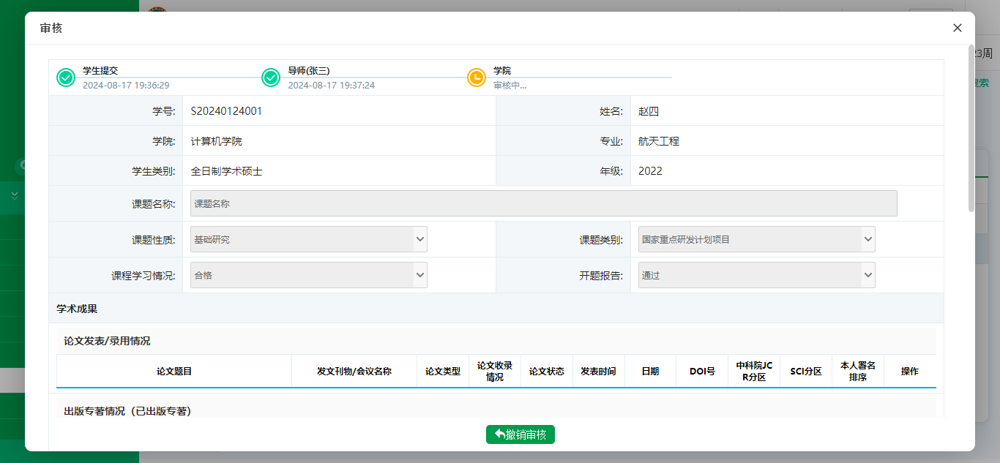 审核
23周
搜索
学生提交
2024-08-17 19:36:29
导师(张三)
2024-08-17 19:37:24
学院
审核中...
学号: S20240124001 姓名: 赵四
学院: 计算机学院 专业: 航天工程
学生类别: 全日制学术硕士 年级: 2022
课题名称: 课题名称
课题性质: 基础研究 课题类别: 国家重点研发计划项目
课程学习情况: 合格 开题报告: 通过
学术成果
论文发表/录用情况
论文题目 发文刊物/会议名称 论文类型 论文收录情况 论文状态 发表时间 日期 DOI号 中科院JCR分区 SCI分区 本人署名排序 操作
出版专著情况（已出版专著）
撤销审核